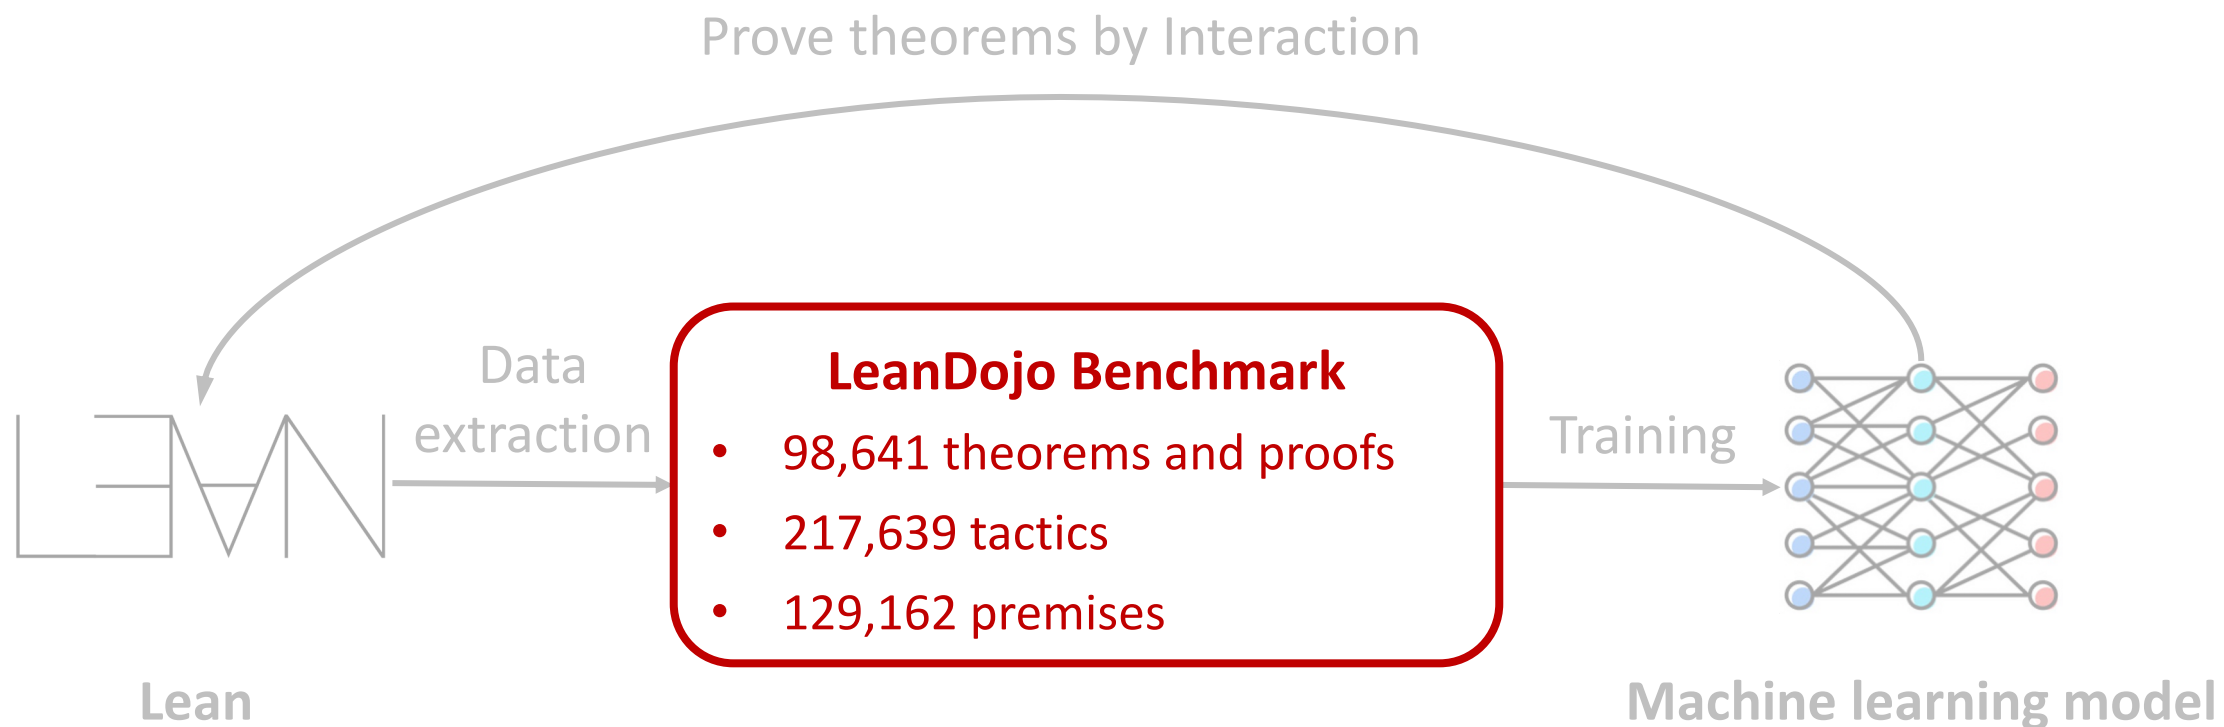 Prove theorems by Interaction
Data
extraction
LeanDojo Benchmark
• 98,641 theorems and proofs
• 217,639 tactics
• 129,162 premises
Training
LEAN
Lean
Machine learning model